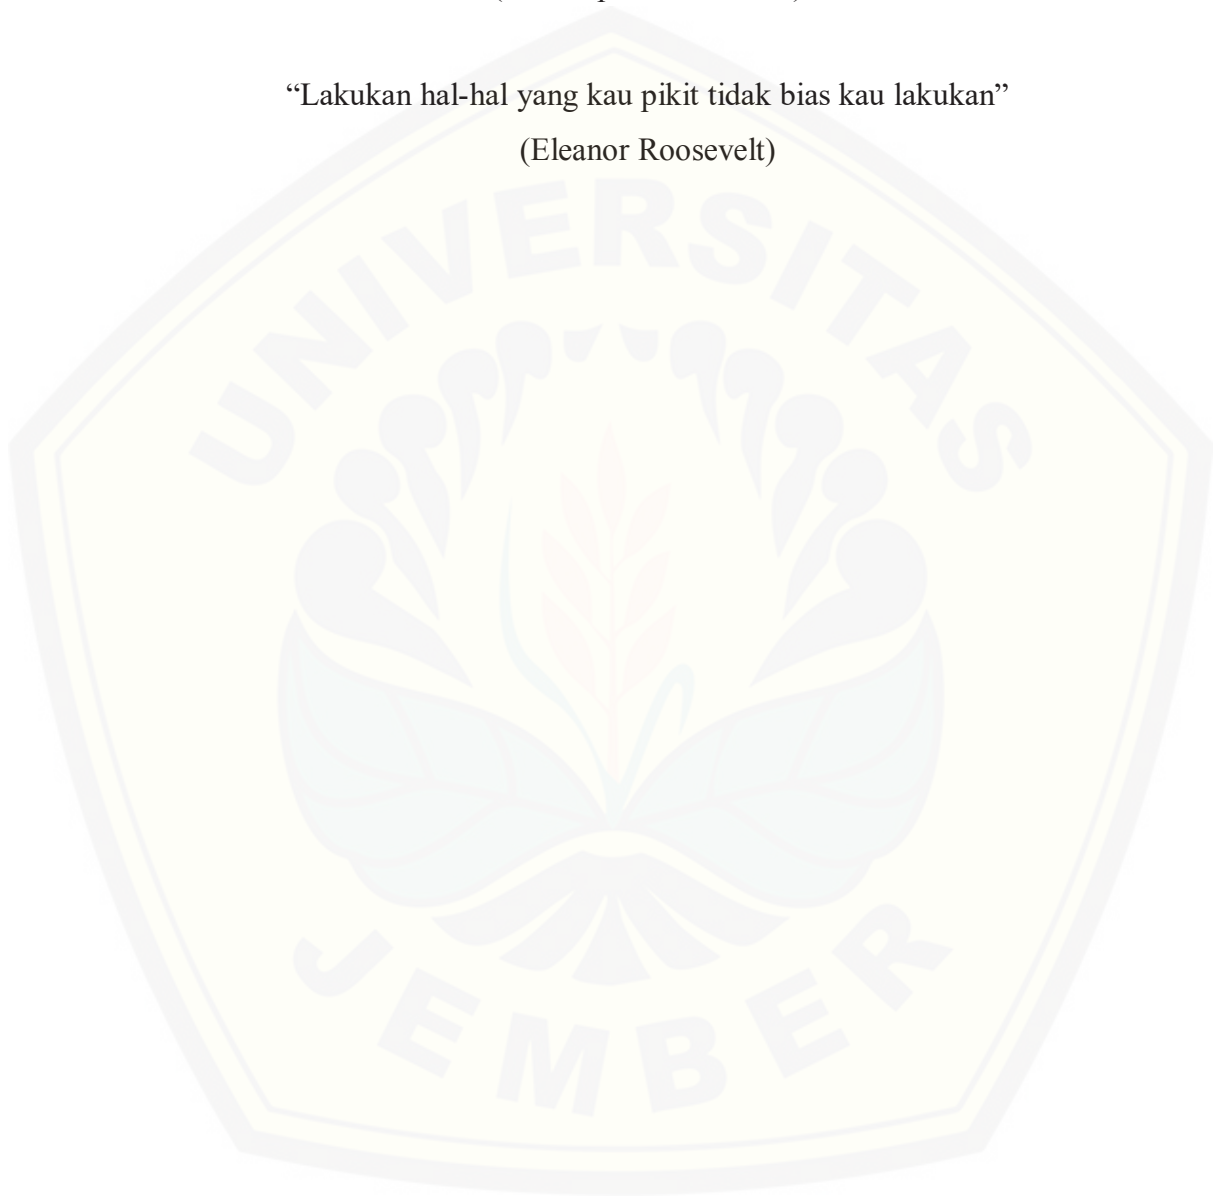 “Lakukan hal-hal yang kau pikit tidak bias kau lakukan”
(Eleanor Roosevelt)
UNIVERSITAS
JEMBER